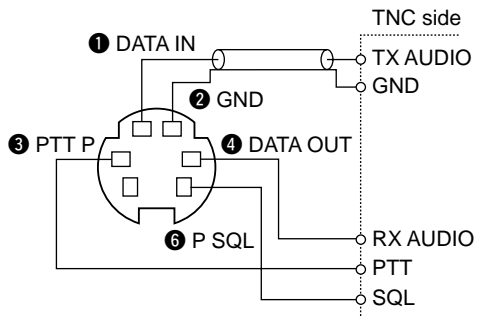 TNC side
❶ DATA IN
TX AUDIO
GND
❷ GND
❸ PTT P
❹ DATA OUT
❻ P SQL
RX AUDIO
PTT
SQL